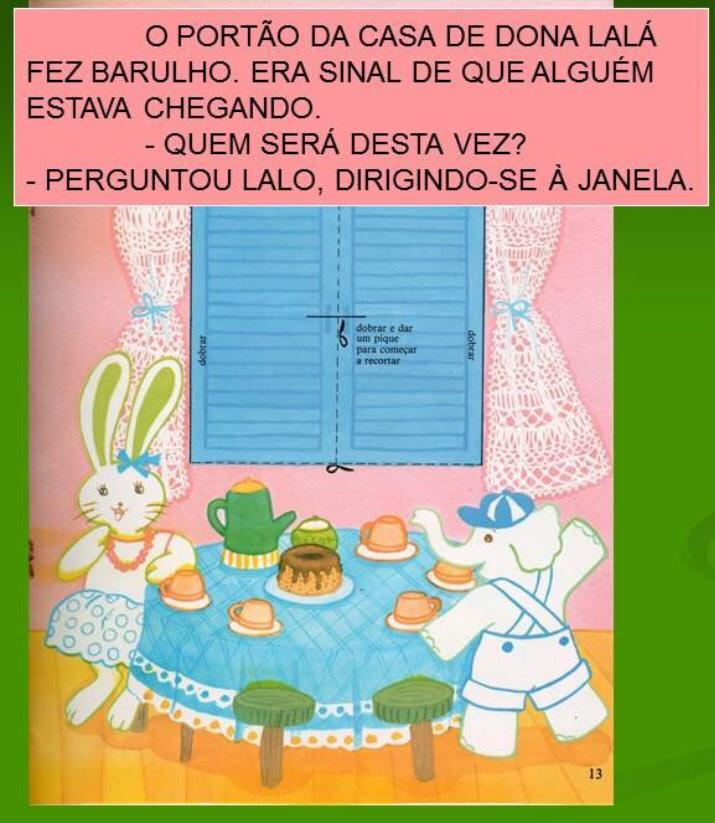 O PORTÃO DA CASA DE DONA LALÁ
FEZ BARULHO. ERA SINAL DE QUE ALGUÉM
ESTAVA CHEGANDO.
- QUEM SERÁ DESTA VEZ?
- PERGUNTOU LALO, DIRIGINDO-SE À JANELA.
dobrar
dobrar e dar
um pique
para começar
a recortar
dobrar
13